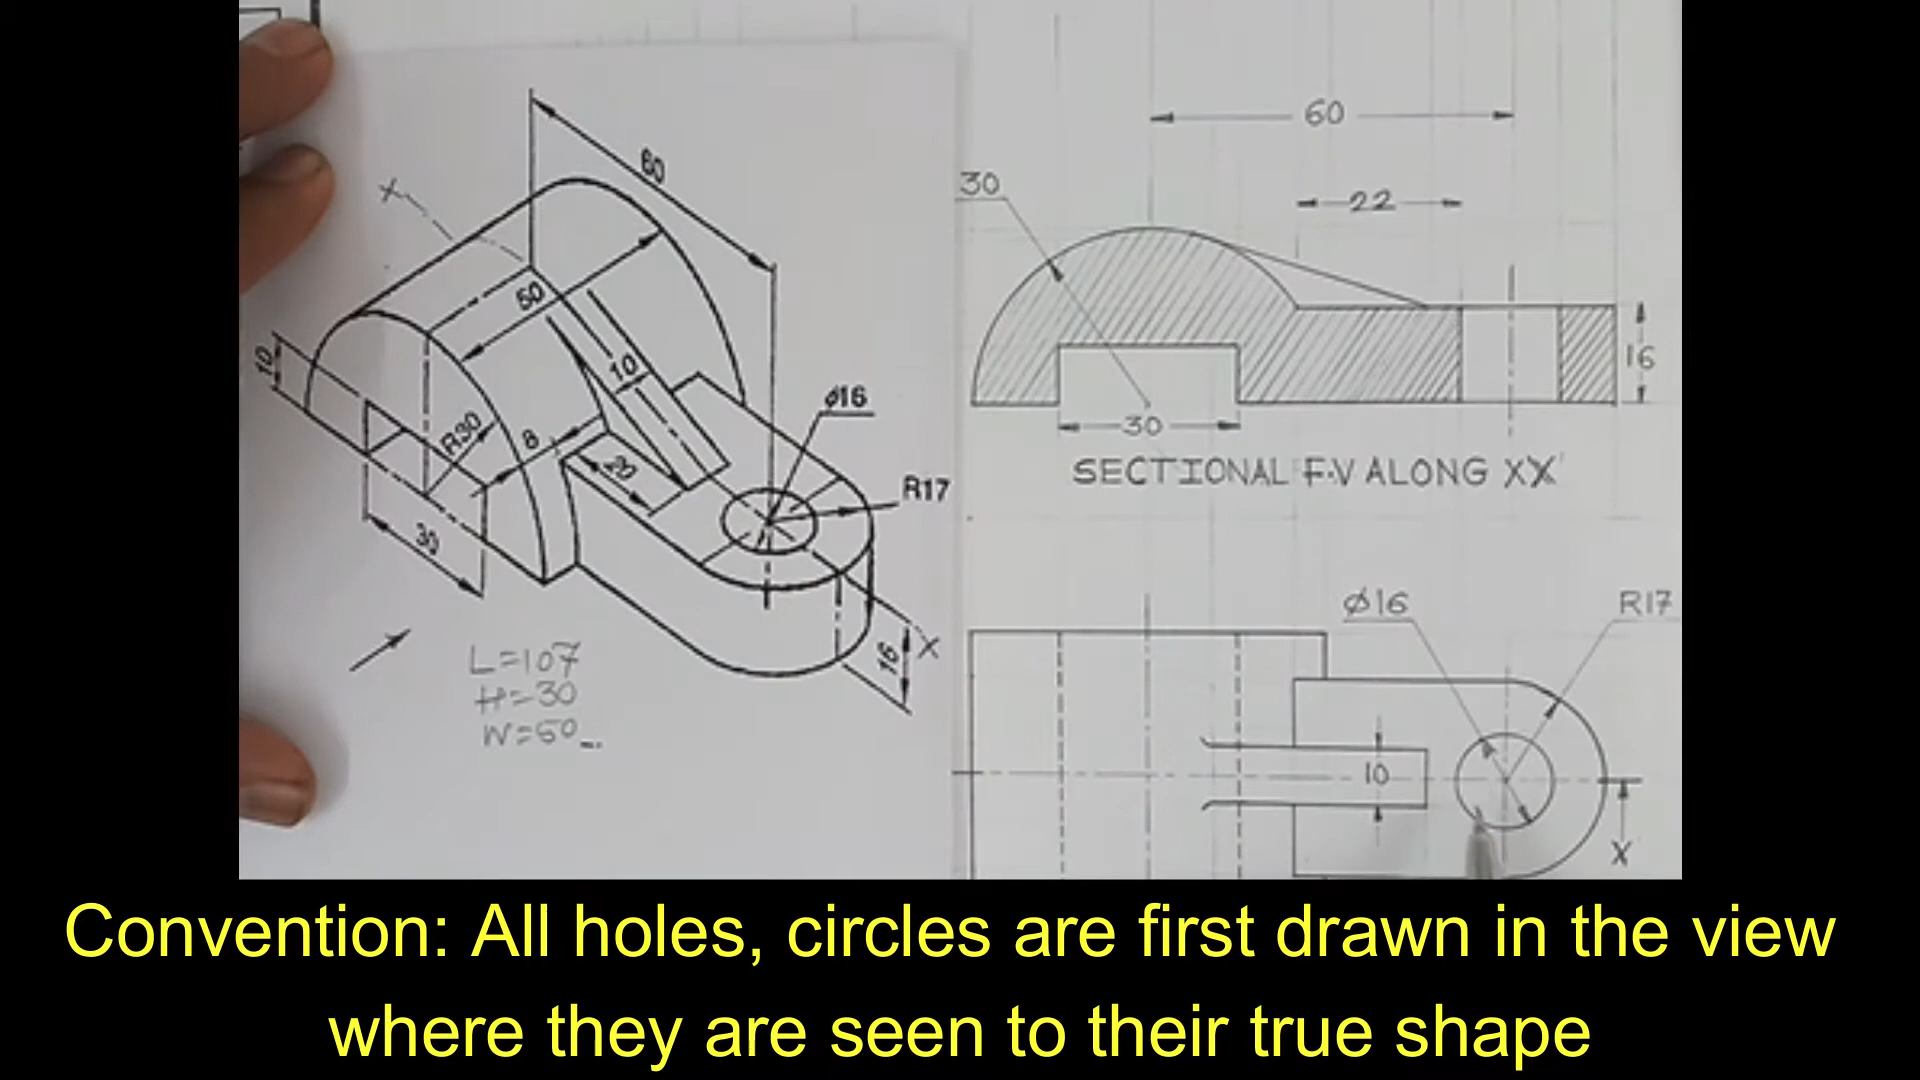 60
X
50
10
10
ø16
R30
8
20
R17
30
16
X
L=107
H=30
W=50
60
30
22
16
30
SECTIONAL F.V ALONG XX
ø16
R17
10
X
Convention: All holes, circles are first drawn in the view
where they are seen to their true shape